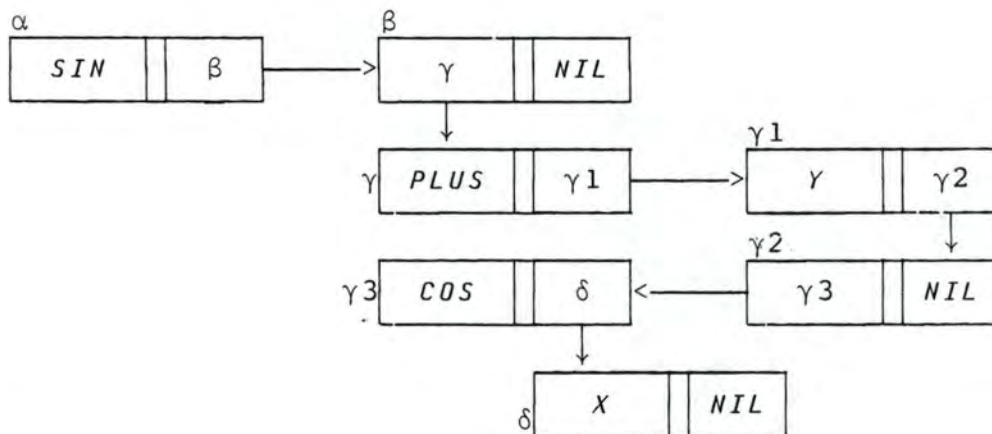 α β
SIN β γ NIL
γ1
γ PLUS γ1 Y γ2
γ2
γ3 COS δ γ3 NIL
δ X NIL